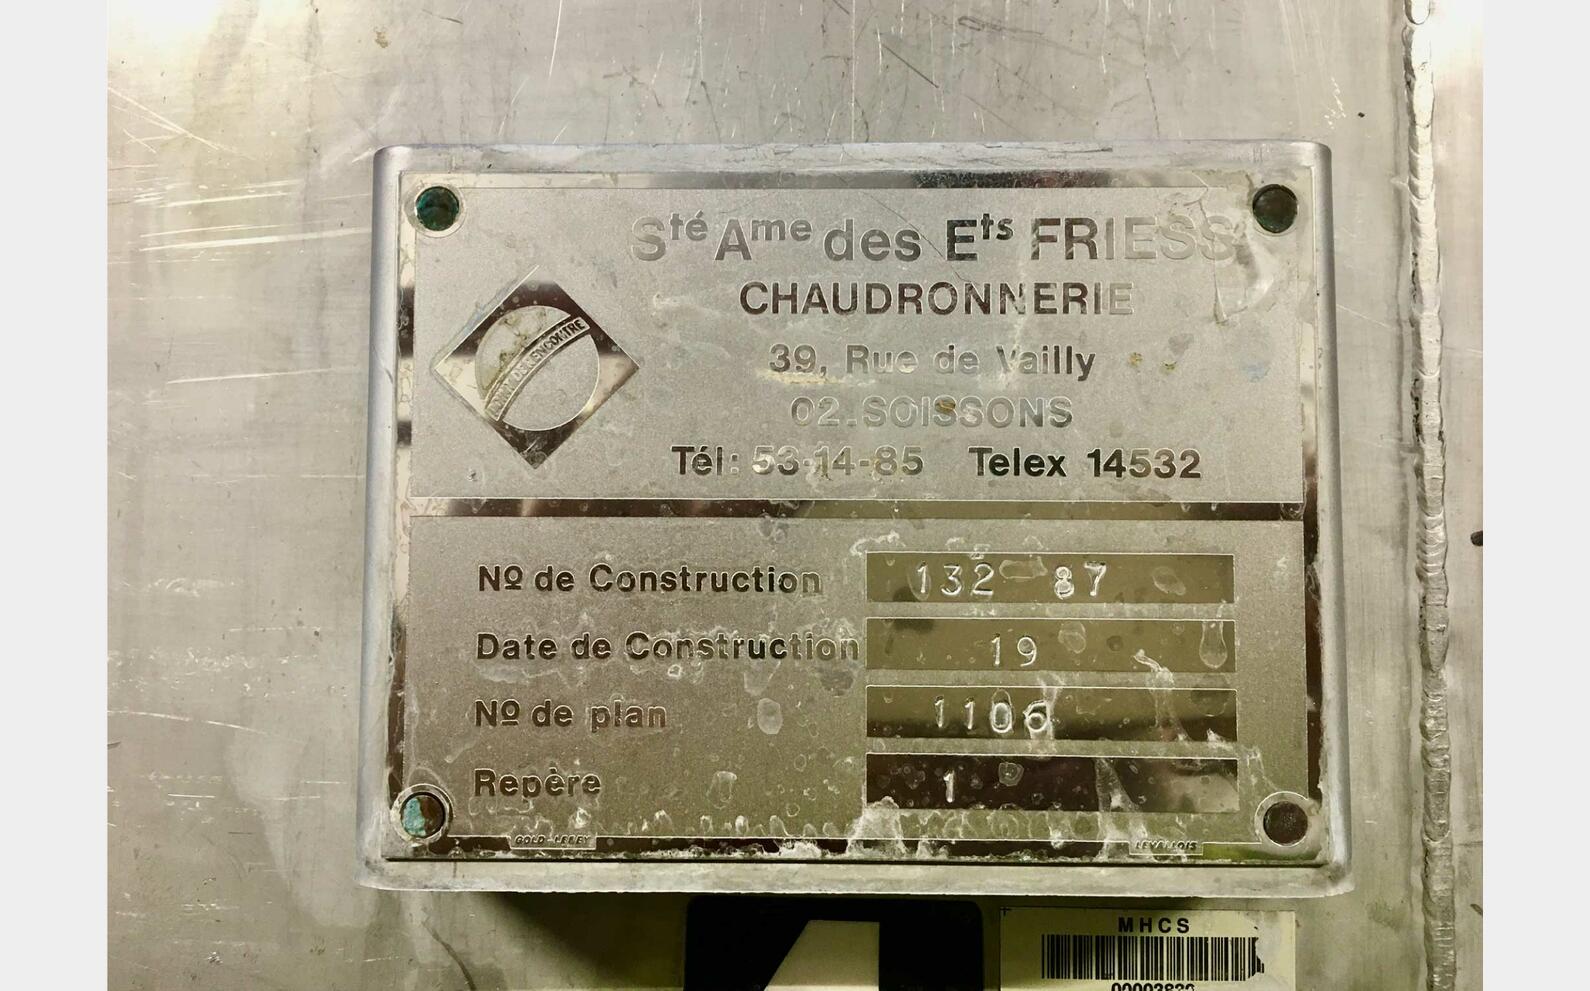 Sté Ame des Ets FRIESS
CHAUDRONNERIE
39, Rue de Vailly
02.SOISSONS
Tél: 53-14-85 Telex 14532
Nº de Construction 132 87
Date de Construction 19
Nº de plan 1106
Repère 1
LEVALLOIS
MHCS